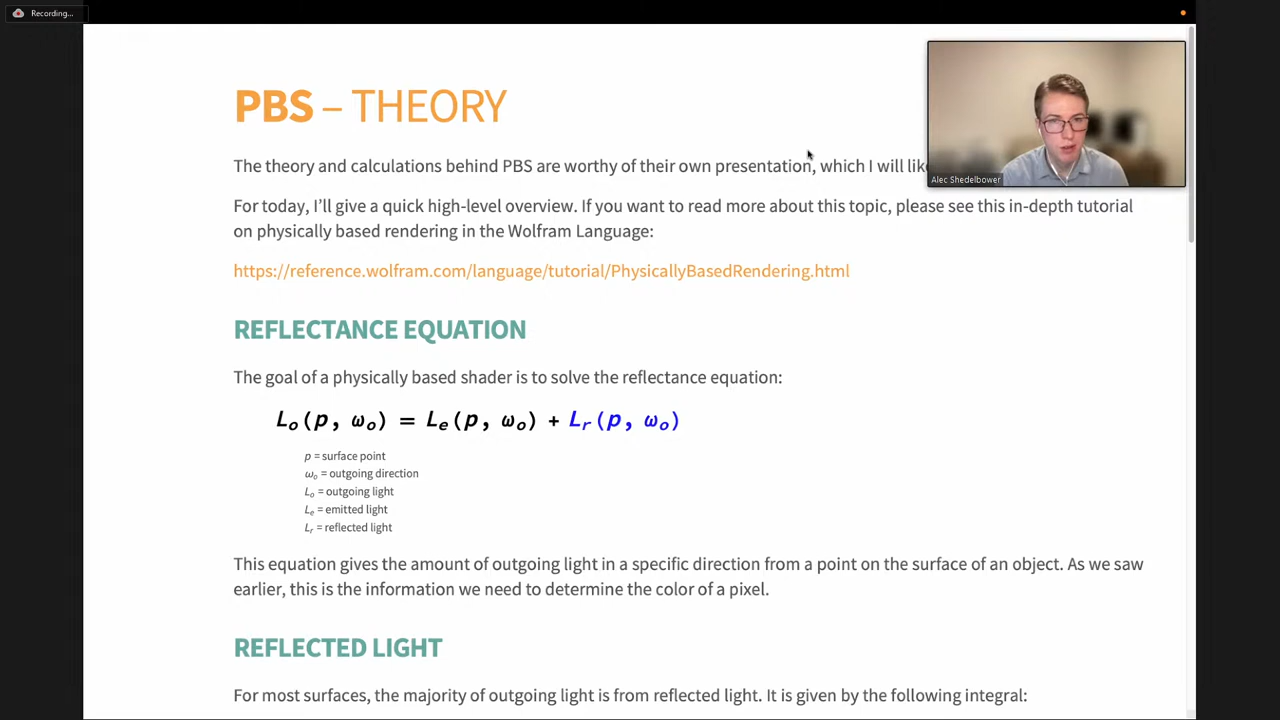 Recording...
PBS – THEORY
The theory and calculations behind PBS are worthy of their own presentation, which I will
Alec Shedelbower
For today, I’ll give a quick high-level overview. If you want to read more about this topic, please see this in-depth tutorial
on physically based rendering in the Wolfram Language:
https://reference.wolfram.com/language/tutorial/PhysicallyBasedRendering.html
REFLECTANCE EQUATION
The goal of a physically based shader is to solve the reflectance equation:
Lₒ(p, ωₒ) = Lₑ(p, ωₒ) + Lᵣ(p, ωₒ)
p = surface point
ωₒ = outgoing direction
Lₒ = outgoing light
Lₑ = emitted light
Lᵣ = reflected light
This equation gives the amount of outgoing light in a specific direction from a point on the surface of an object. As we saw
earlier, this is the information we need to determine the color of a pixel.
REFLECTED LIGHT
For most surfaces, the majority of outgoing light is from reflected light. It is given by the following integral: